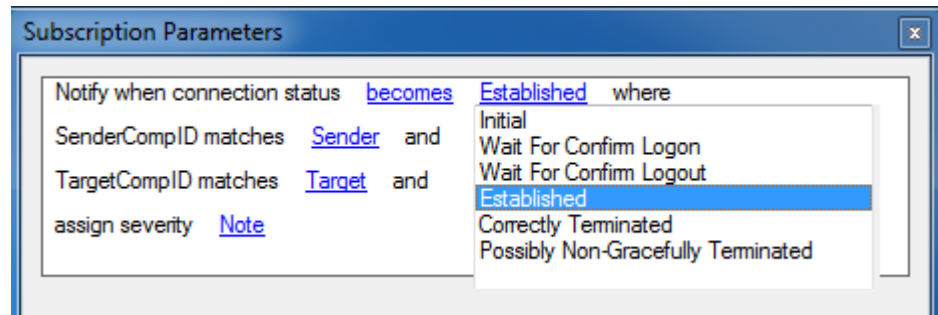 Subscription Parameters
x
Notify when connection status becomes Established where
SenderCompID matches Sender and
TargetCompID matches Target and
assign severity Note
Initial
Wait For Confirm Logon
Wait For Confirm Logout
Established
Correctly Terminated
Possibly Non-Gracefully Terminated